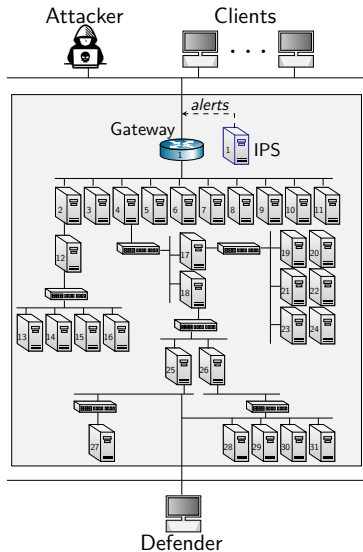 Attacker Clients
alerts
Gateway
1 1 IPS
2 3 4 5 6 7 8 9 10 11
12 17 19 20
18 21 22
13 14 15 16 23 24
25 26
27 28 29 30 31
Defender